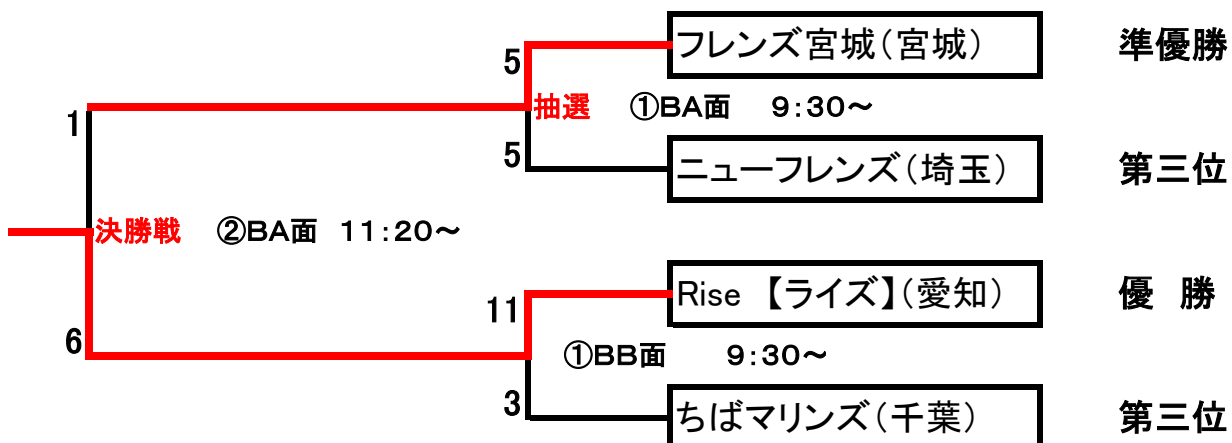 5 フレンズ宮城(宮城) 準優勝
1 抽選 ①BA面 9:30～
5 ニューフレンズ(埼玉) 第三位
決勝戦 ②BA面 11:20～
11 Rise 【ライズ】(愛知) 優 勝
6 ①BB面 9:30～
3 ちばマリンズ(千葉) 第三位